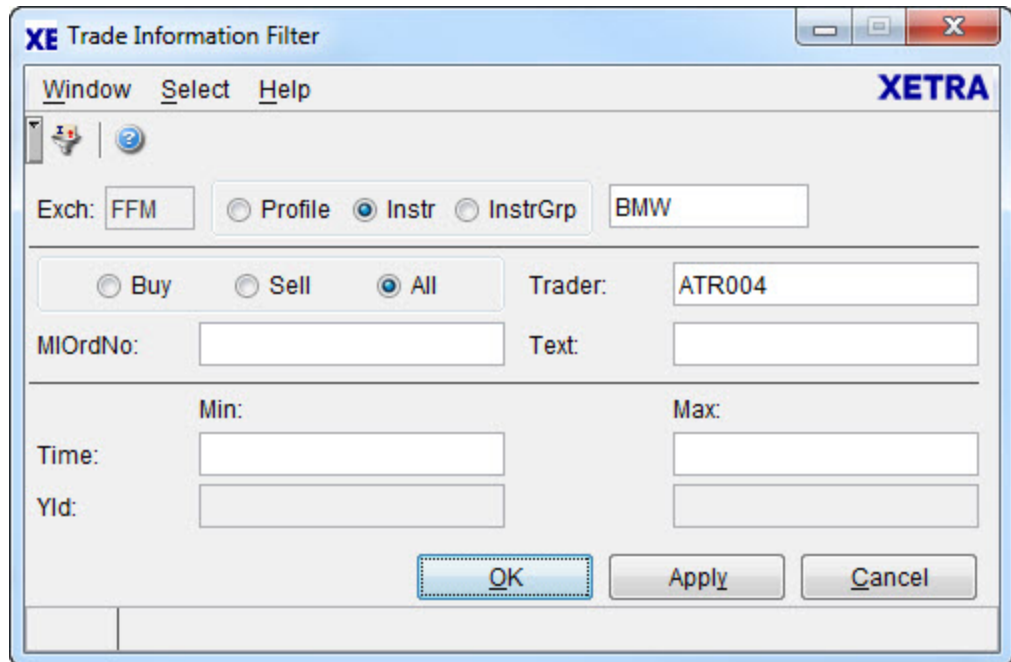 XE Trade Information Filter
Window Select Help XETRA
Exch: FFM Profile Instr InstrGrp BMW
Buy Sell All Trader: ATR004
MIOrdNo: Text:
Min: Max:
Time:
Yld:
OK Apply Cancel